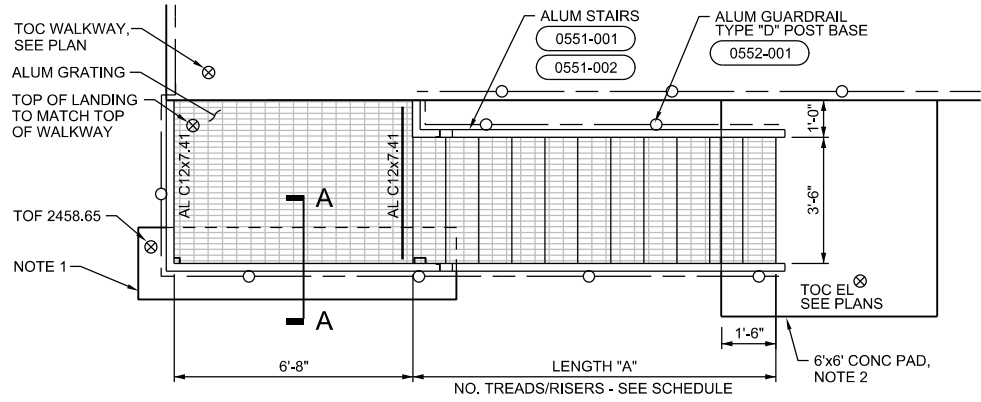 TOC WALKWAY,
SEE PLAN
ALUM GRATING
TOP OF LANDING
TO MATCH TOP
OF WALKWAY
TOF 2458.65
NOTE 1
AL C12x7.41
AL C12x7.41
A
A
ALUM STAIRS
0551-001
0551-002
ALUM GUARDRAIL
TYPE "D" POST BASE
0552-001
1'-0"
3'-6"
TOC EL
SEE PLANS
1'-6"
6'x6' CONC PAD,
NOTE 2
6'-8"
LENGTH "A"
NO. TREADS/RISERS - SEE SCHEDULE